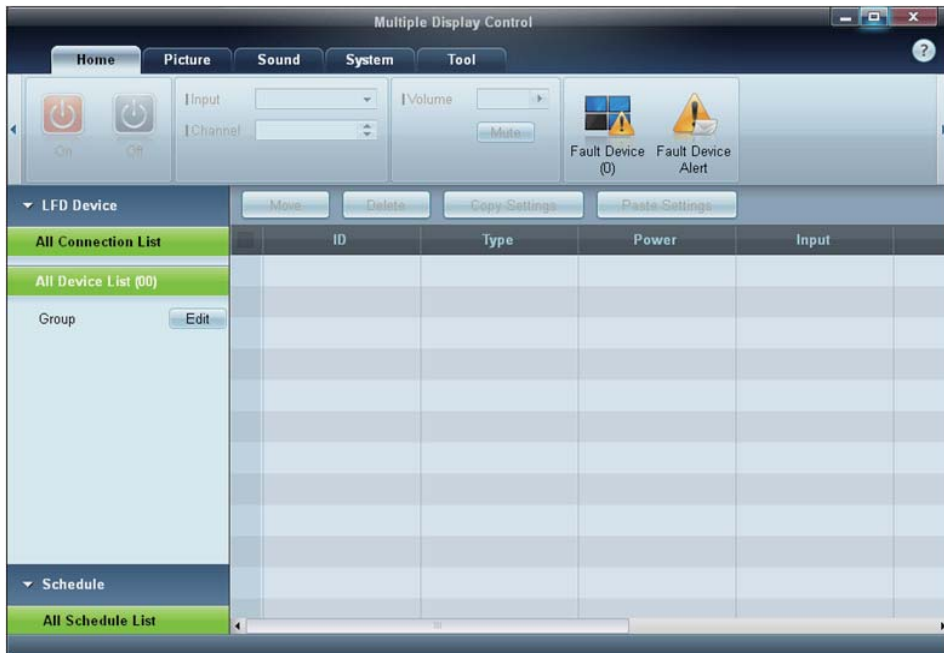 Multiple Display Control
Home Picture Sound System Tool
Input
Channel
On Off
Volume
Mute
Fault Device
(0)
Fault Device
Alert
LFD Device
Move Delete Copy Settings Paste Settings
All Connection List
ID Type Power Input
All Device List (00)
Group Edit
Schedule
All Schedule List